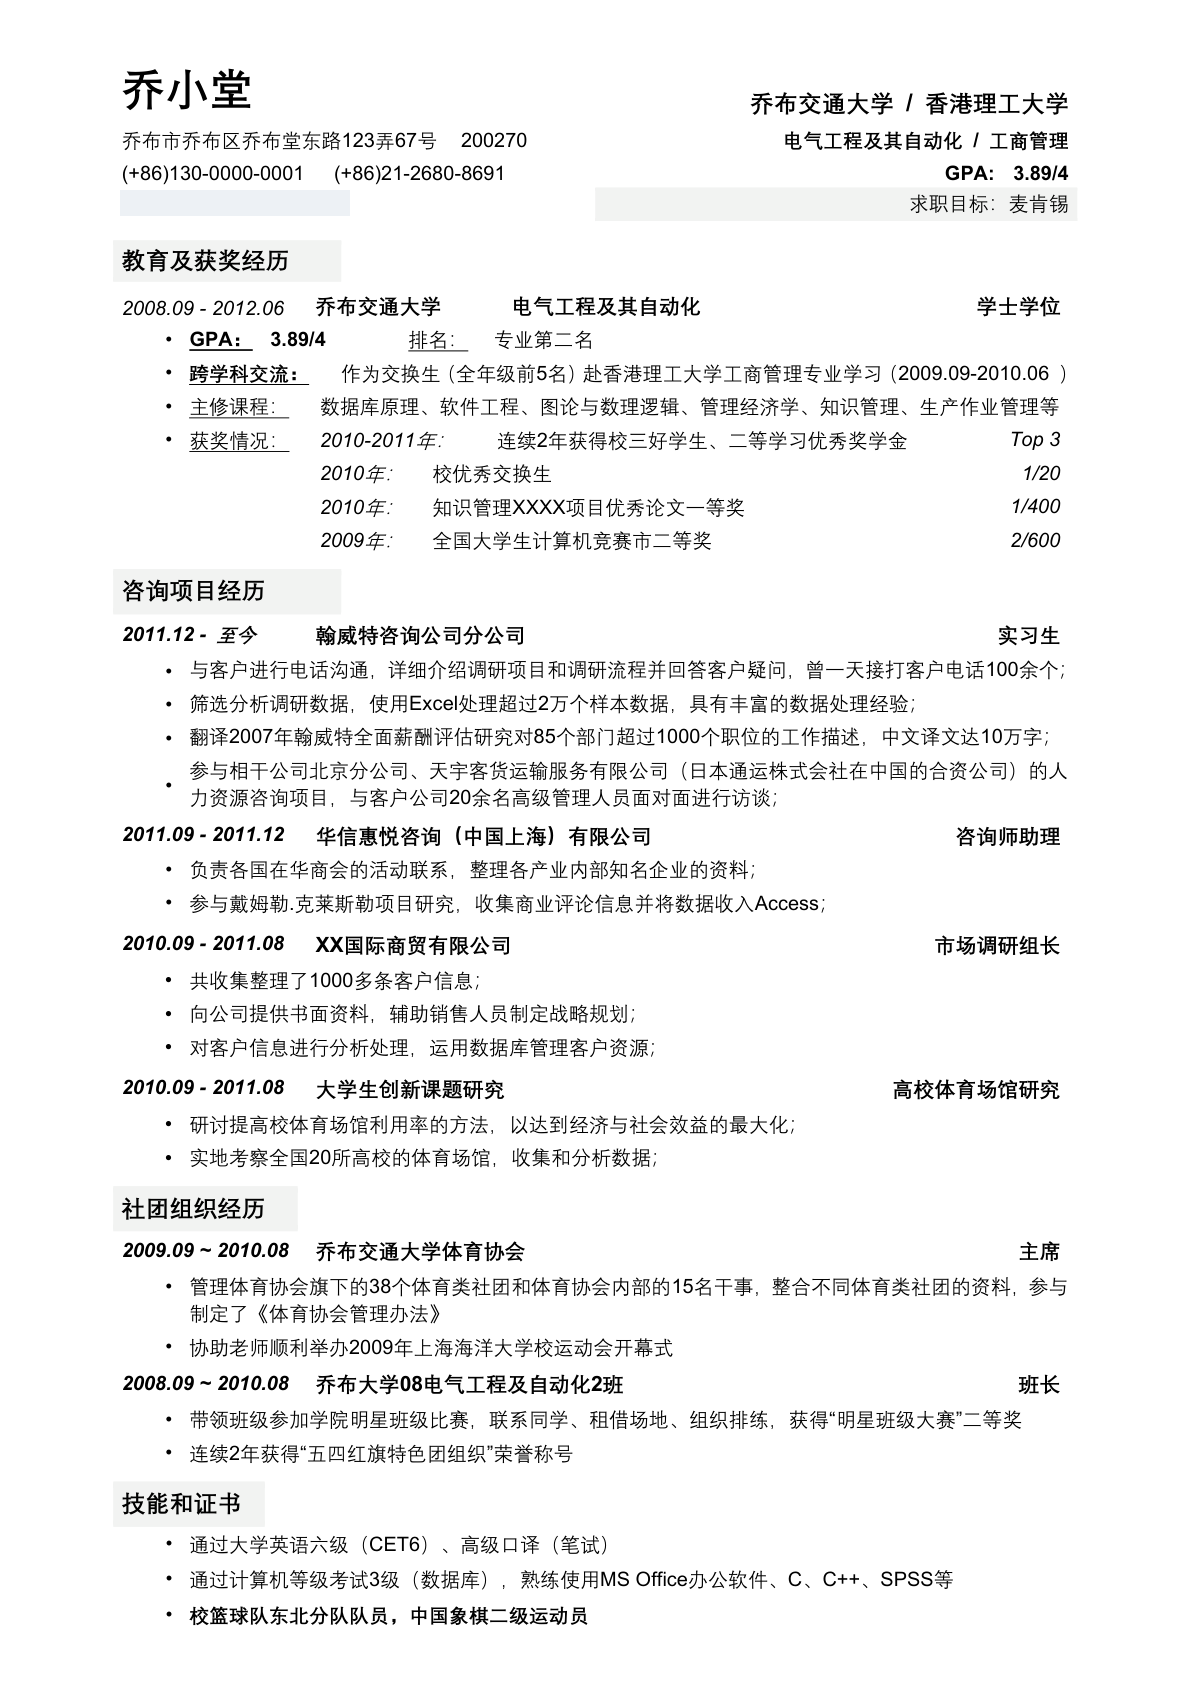 乔小堂
乔布交通大学 / 香港理工大学
乔布市乔布区乔布堂东路123弄67号 200270
电气工程及其自动化 / 工商管理
(+86)130-0000-0001 (+86)21-2680-8691
GPA: 3.89/4
求职目标：麦肯锡
教育及获奖经历
2008.09 - 2012.06 乔布交通大学 电气工程及其自动化 学士学位
• GPA： 3.89/4 排名： 专业第二名
• 跨学科交流： 作为交换生（全年级前5名）赴香港理工大学工商管理专业学习（2009.09-2010.06 ）
• 主修课程： 数据库原理、软件工程、图论与数理逻辑、管理经济学、知识管理、生产作业管理等
• 获奖情况： 2010-2011年： 连续2年获得校三好学生、二等学习优秀奖学金 Top 3
2010年： 校优秀交换生 1/20
2010年： 知识管理XXXX项目优秀论文一等奖 1/400
2009年： 全国大学生计算机竞赛市二等奖 2/600
咨询项目经历
2011.12 - 至今 翰威特咨询公司分公司 实习生
• 与客户进行电话沟通，详细介绍调研项目和调研流程并回答客户疑问，曾一天接打客户电话100余个；
• 筛选分析调研数据，使用Excel处理超过2万个样本数据，具有丰富的数据处理经验；
• 翻译2007年翰威特全面薪酬评估研究对85个部门超过1000个职位的工作描述，中文译文达10万字；
• 参与相干公司北京分公司、天宇客货运输服务有限公司（日本通运株式会社在中国的合资公司）的人
力资源咨询项目，与客户公司20余名高级管理人员面对面进行访谈；
2011.09 - 2011.12 华信惠悦咨询（中国上海）有限公司 咨询师助理
• 负责各国在华商会的活动联系，整理各产业内部知名企业的资料；
• 参与戴姆勒.克莱斯勒项目研究，收集商业评论信息并将数据收入Access；
2010.09 - 2011.08 XX国际商贸有限公司 市场调研组长
• 共收集整理了1000多条客户信息；
• 向公司提供书面资料，辅助销售人员制定战略规划；
• 对客户信息进行分析处理，运用数据库管理客户资源；
2010.09 - 2011.08 大学生创新课题研究 高校体育场馆研究
• 研讨提高校体育场馆利用率的方法，以达到经济与社会效益的最大化；
• 实地考察全国20所高校的体育场馆，收集和分析数据；
社团组织经历
2009.09 ~ 2010.08 乔布交通大学体育协会 主席
• 管理体育协会旗下的38个体育类社团和体育协会内部的15名干事，整合不同体育类社团的资料，参与
制定了《体育协会管理办法》
• 协助老师顺利举办2009年上海海洋大学校运动会开幕式
2008.09 ~ 2010.08 乔布大学08电气工程及自动化2班 班长
• 带领班级参加学院明星班级比赛，联系同学、租借场地、组织排练，获得“明星班级大赛”二等奖
• 连续2年获得“五四红旗特色团组织”荣誉称号
技能和证书
• 通过大学英语六级（CET6）、高级口译（笔试）
• 通过计算机等级考试3级（数据库），熟练使用MS Office办公软件、C、C++、SPSS等
• 校篮球队东北分队队员，中国象棋二级运动员